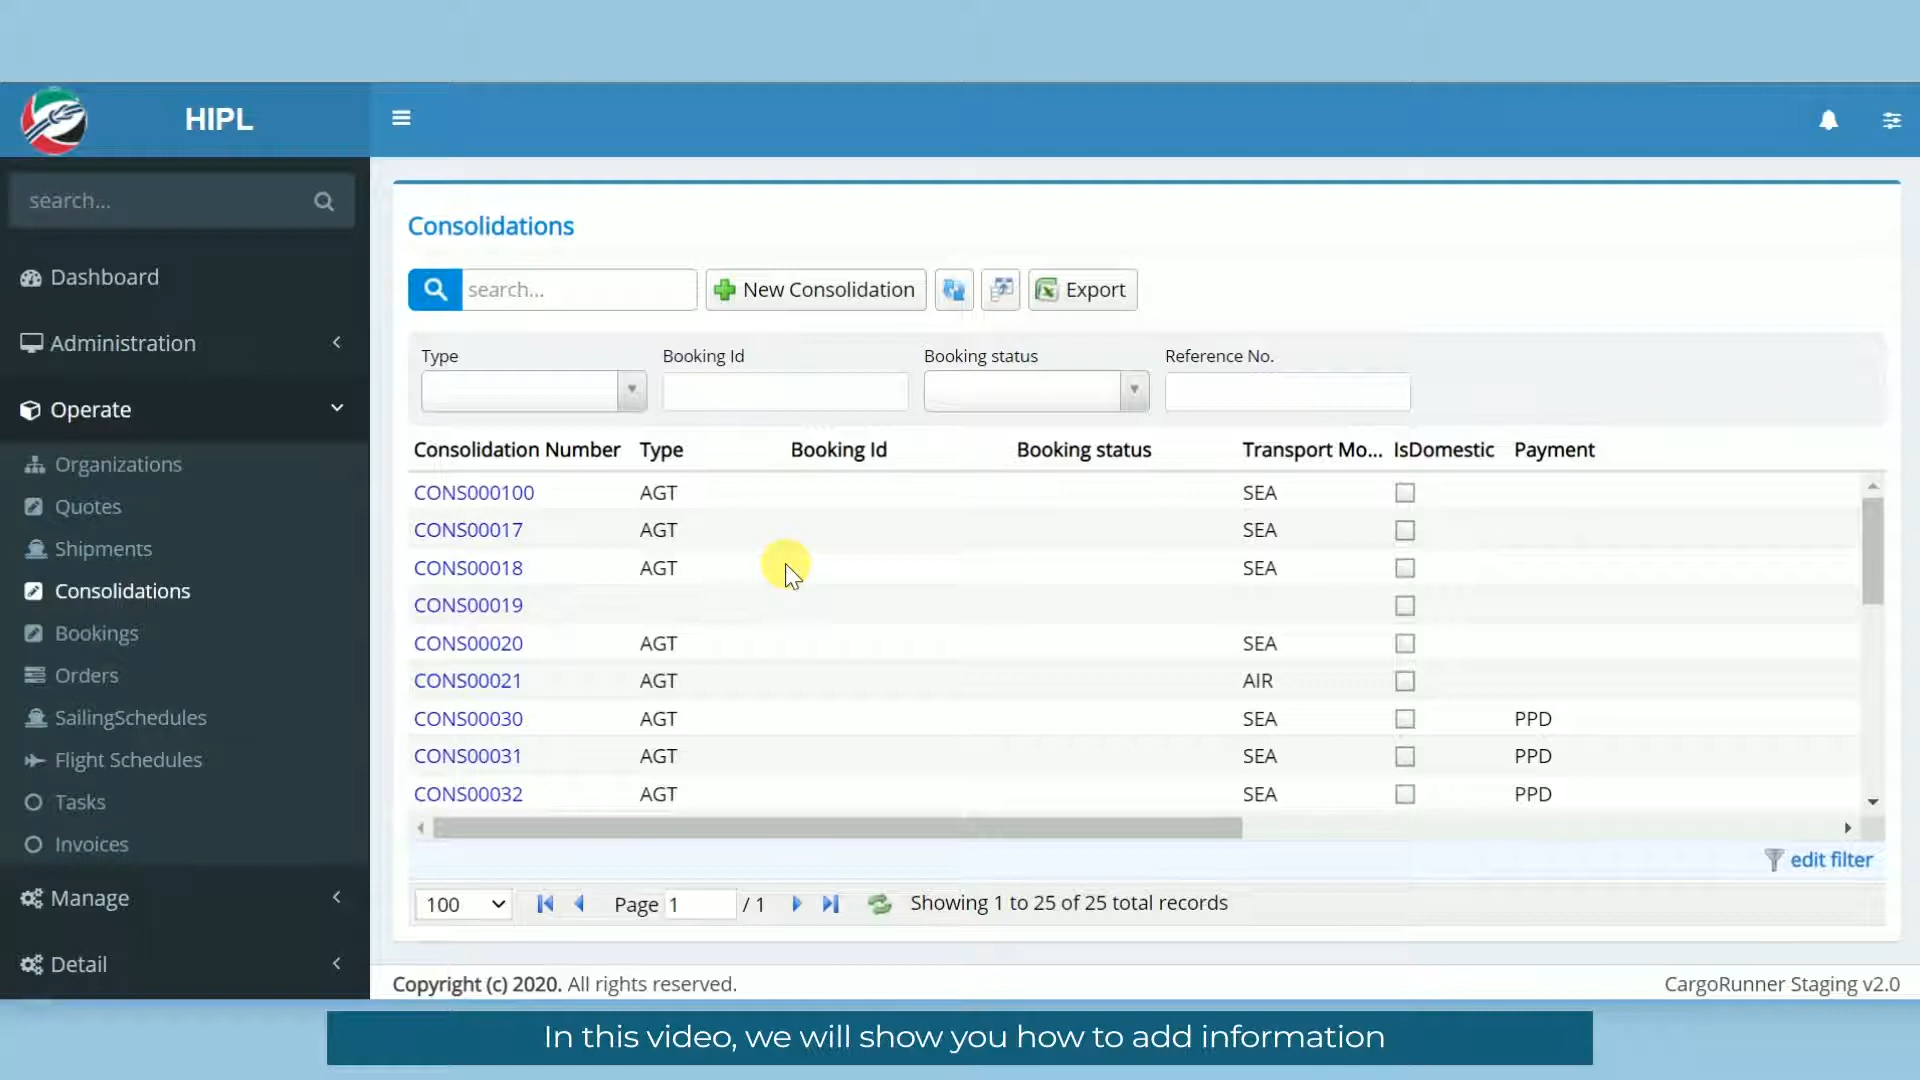 HIPL
search...
Dashboard
Administration
Operate
Organizations
Quotes
Shipments
Consolidations
Bookings
Orders
SailingSchedules
Flight Schedules
Tasks
Invoices
Manage
Detail
Consolidations
search...
New Consolidation
Export
Type
Booking Id
Booking status
Reference No.
Consolidation Number Type Booking Id Booking status Transport Mo... IsDomestic Payment
CONS000100 AGT SEA
CONS00017 AGT SEA
CONS00018 AGT SEA
CONS00019
CONS00020 AGT SEA
CONS00021 AGT AIR
CONS00030 AGT SEA PPD
CONS00031 AGT SEA PPD
CONS00032 AGT SEA PPD
edit filter
100 Page 1 / 1 Showing 1 to 25 of 25 total records
Copyright (c) 2020. All rights reserved.
CargoRunner Staging v2.0
In this video, we will show you how to add information